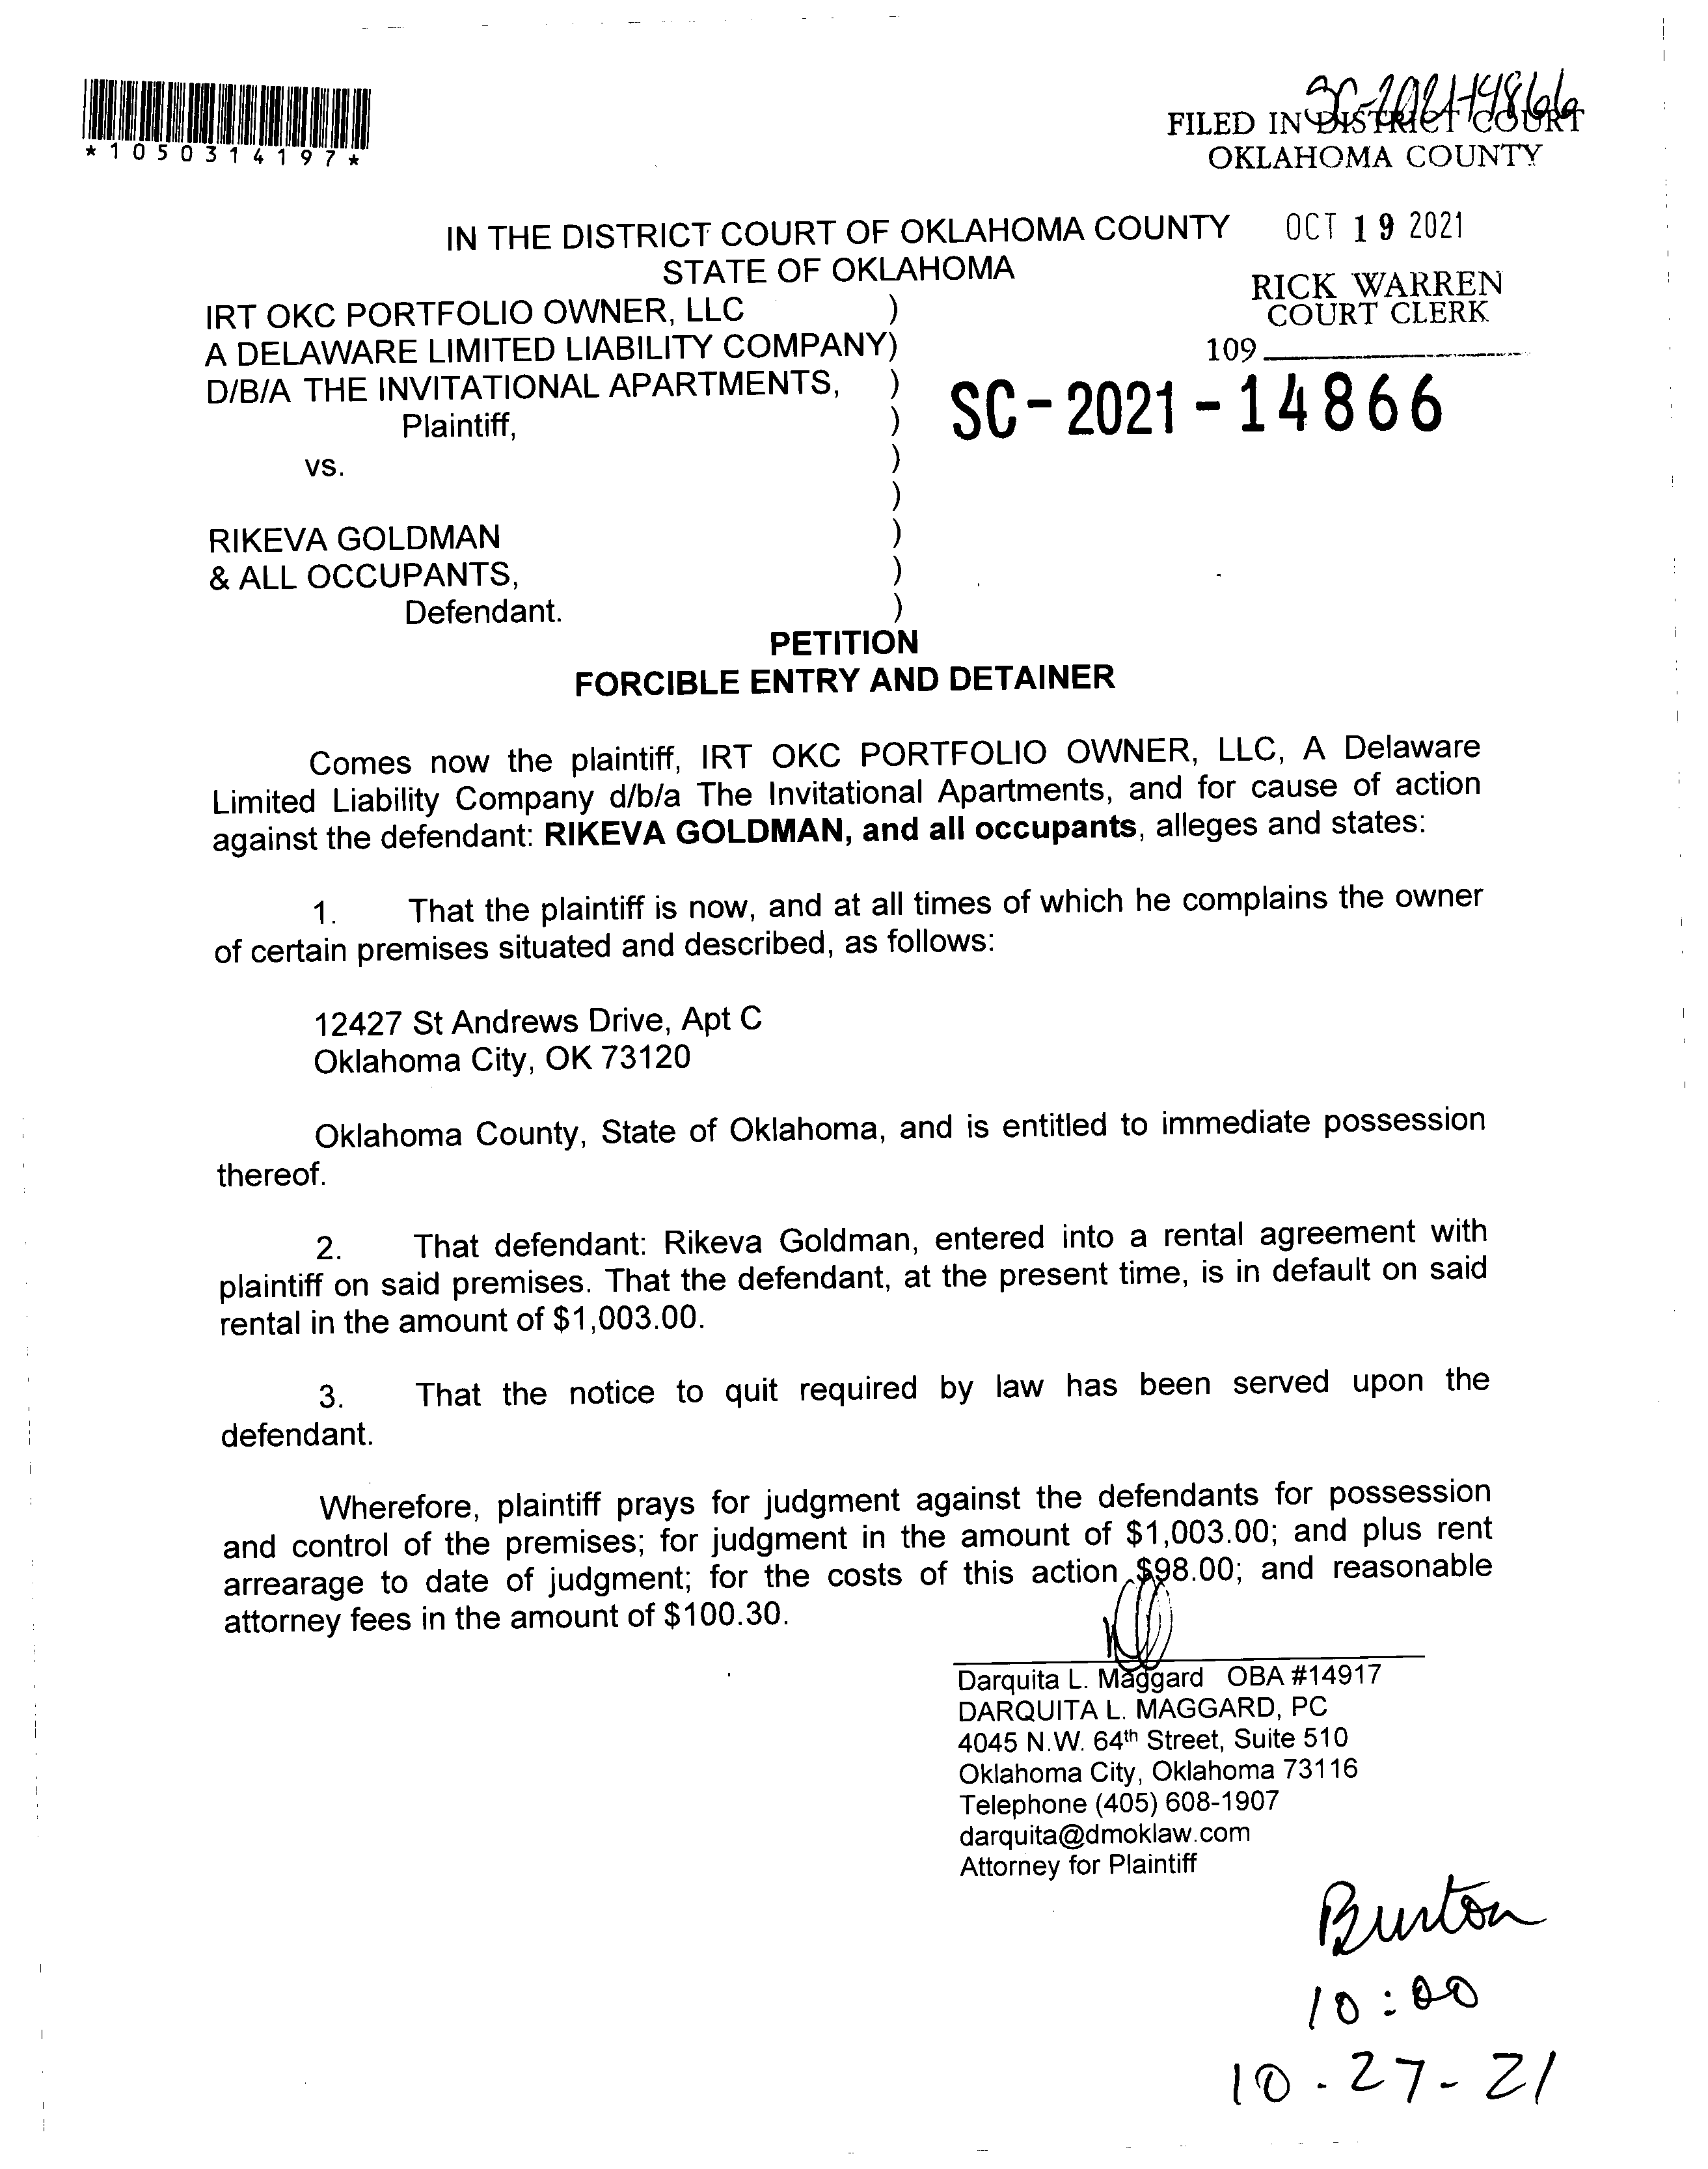 *1050314197*
SC-2021-14866
FILED IN DISTRICT COURT
OKLAHOMA COUNTY
IN THE DISTRICT COURT OF OKLAHOMA COUNTY
OCT 19 2021
STATE OF OKLAHOMA
RICK WARREN
COURT CLERK
109
IRT OKC PORTFOLIO OWNER, LLC )
A DELAWARE LIMITED LIABILITY COMPANY)
D/B/A THE INVITATIONAL APARTMENTS, )
SC-2021-14866
Plaintiff, )
vs. )
)
RIKEVA GOLDMAN )
& ALL OCCUPANTS, )
Defendant. )
PETITION
FORCIBLE ENTRY AND DETAINER
Comes now the plaintiff, IRT OKC PORTFOLIO OWNER, LLC, A Delaware
Limited Liability Company d/b/a The Invitational Apartments, and for cause of action
against the defendant: RIKEVA GOLDMAN, and all occupants, alleges and states:
1. That the plaintiff is now, and at all times of which he complains the owner
of certain premises situated and described, as follows:
12427 St Andrews Drive, Apt C
Oklahoma City, OK 73120
Oklahoma County, State of Oklahoma, and is entitled to immediate possession
thereof.
2. That defendant: Rikeva Goldman, entered into a rental agreement with
plaintiff on said premises. That the defendant, at the present time, is in default on said
rental in the amount of $1,003.00.
3. That the notice to quit required by law has been served upon the
defendant.
Wherefore, plaintiff prays for judgment against the defendants for possession
and control of the premises; for judgment in the amount of $1,003.00; and plus rent
arrearage to date of judgment; for the costs of this action $98.00; and reasonable
attorney fees in the amount of $100.30.
Darquita L. Maggard OBA #14917
DARQUITA L. MAGGARD, PC
4045 N.W. 64th Street, Suite 510
Oklahoma City, Oklahoma 73116
Telephone (405) 608-1907
darquita@dmoklaw.com
Attorney for Plaintiff
Burton
10:00
10-27-21